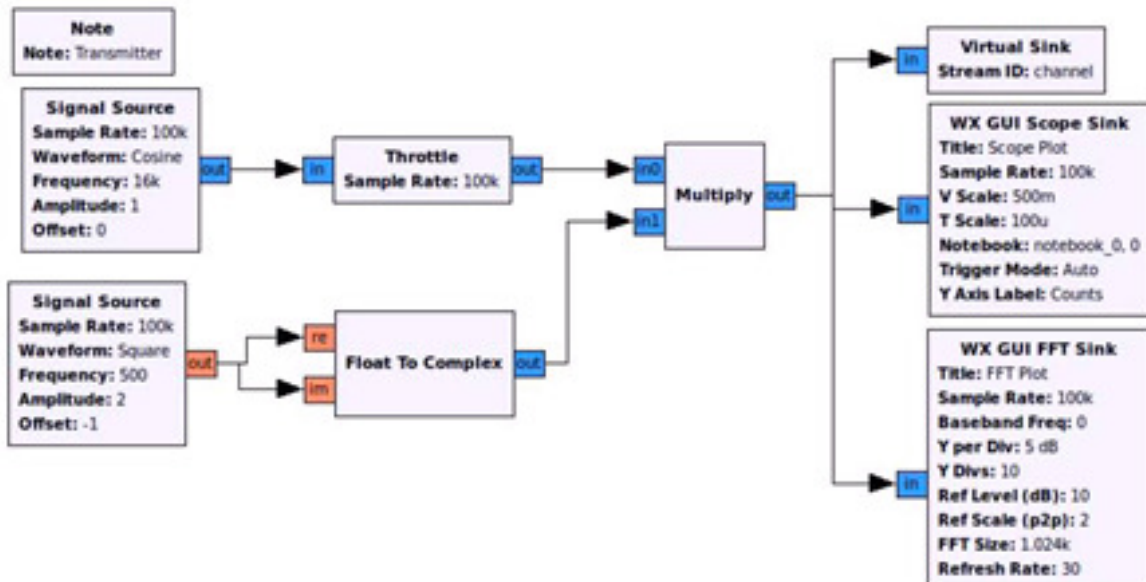 Note
Note: Transmitter
Signal Source
Sample Rate: 100k
Waveform: Cosine
Frequency: 16k
Amplitude: 1
Offset: 0
out
in
Throttle
Sample Rate: 100k
out
in0
in1
Multiply
out
Signal Source
Sample Rate: 100k
Waveform: Square
Frequency: 500
Amplitude: 2
Offset: -1
out
re
im
Float To Complex
out
in
Virtual Sink
Stream ID: channel
in
WX GUI Scope Sink
Title: Scope Plot
Sample Rate: 100k
V Scale: 500m
T Scale: 100u
Notebook: notebook_0, 0
Trigger Mode: Auto
Y Axis Label: Counts
in
WX GUI FFT Sink
Title: FFT Plot
Sample Rate: 100k
Baseband Freq: 0
Y per Div: 5 dB
Y Divs: 10
Ref Level (dB): 10
Ref Scale (p2p): 2
FFT Size: 1.024k
Refresh Rate: 30